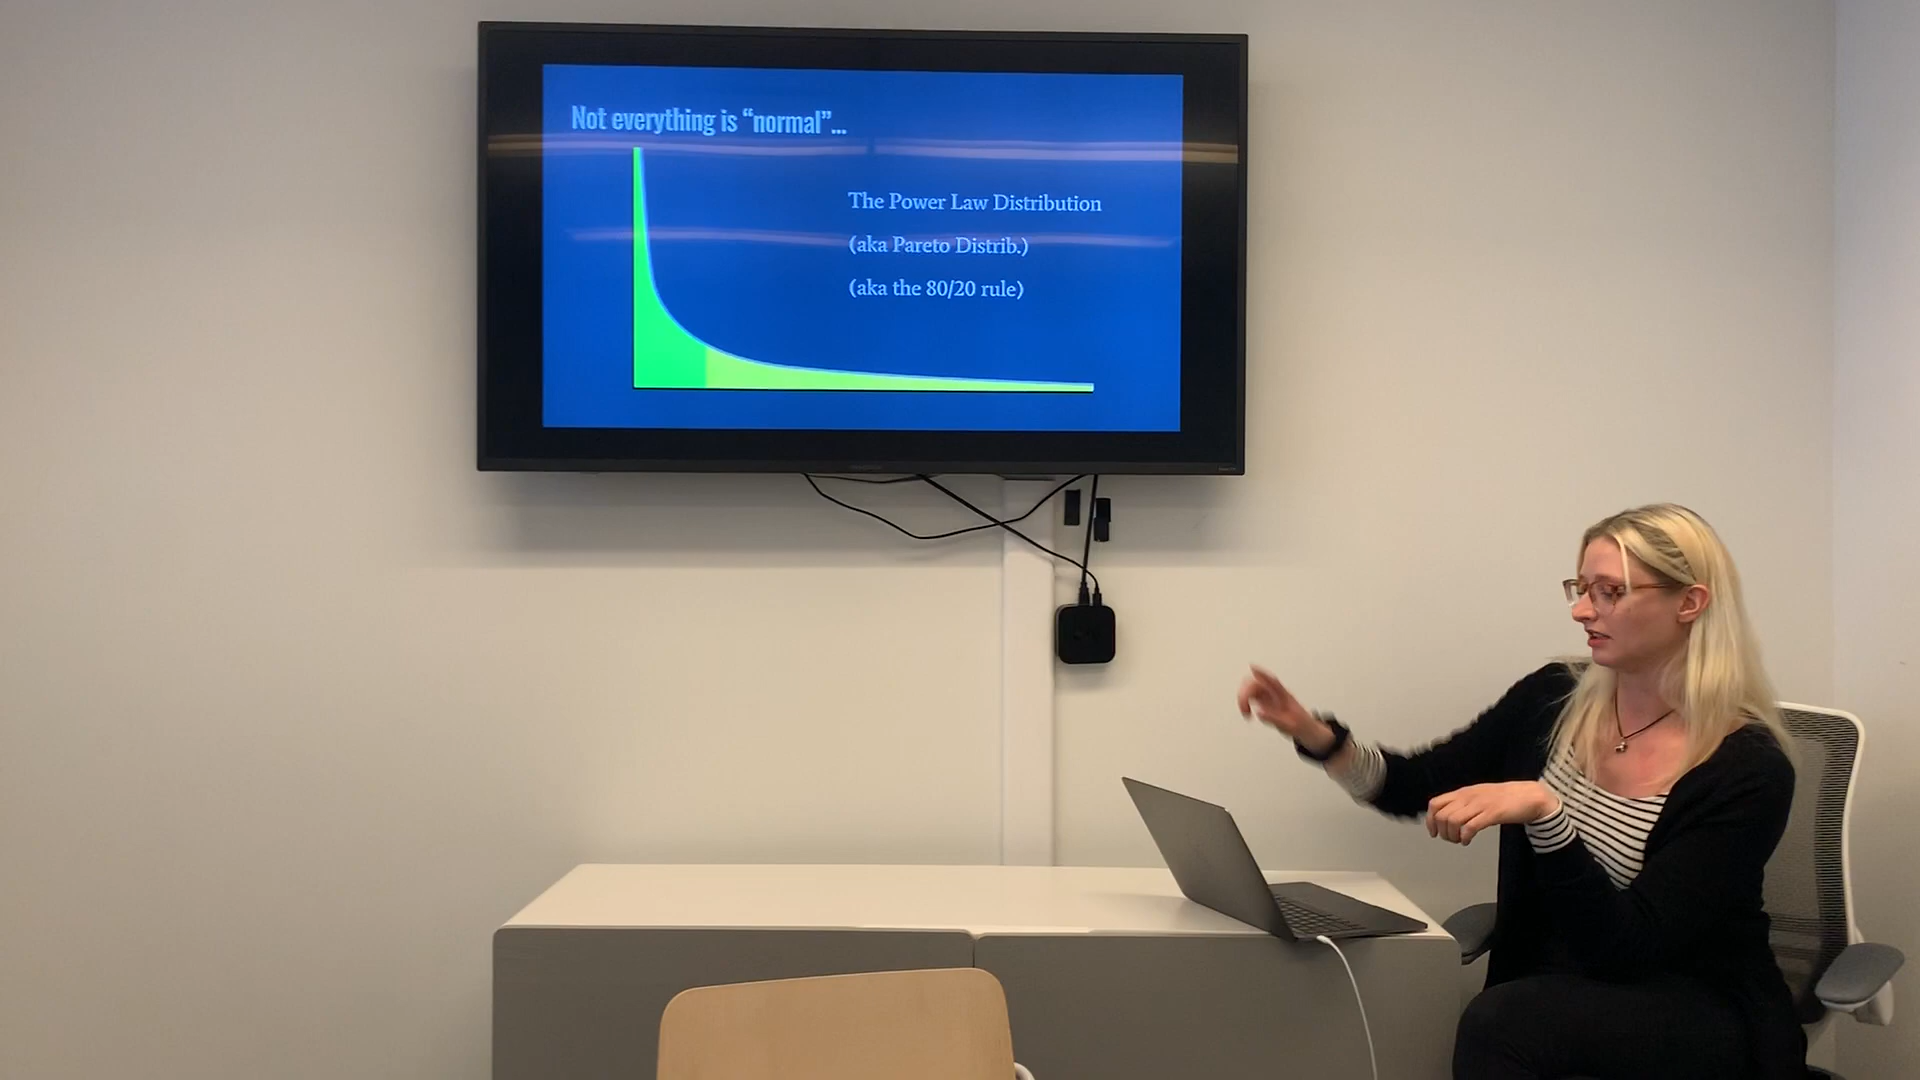 Not everything is “normal”...
The Power Law Distribution
(aka Pareto Distrib.)
(aka the 80/20 rule)